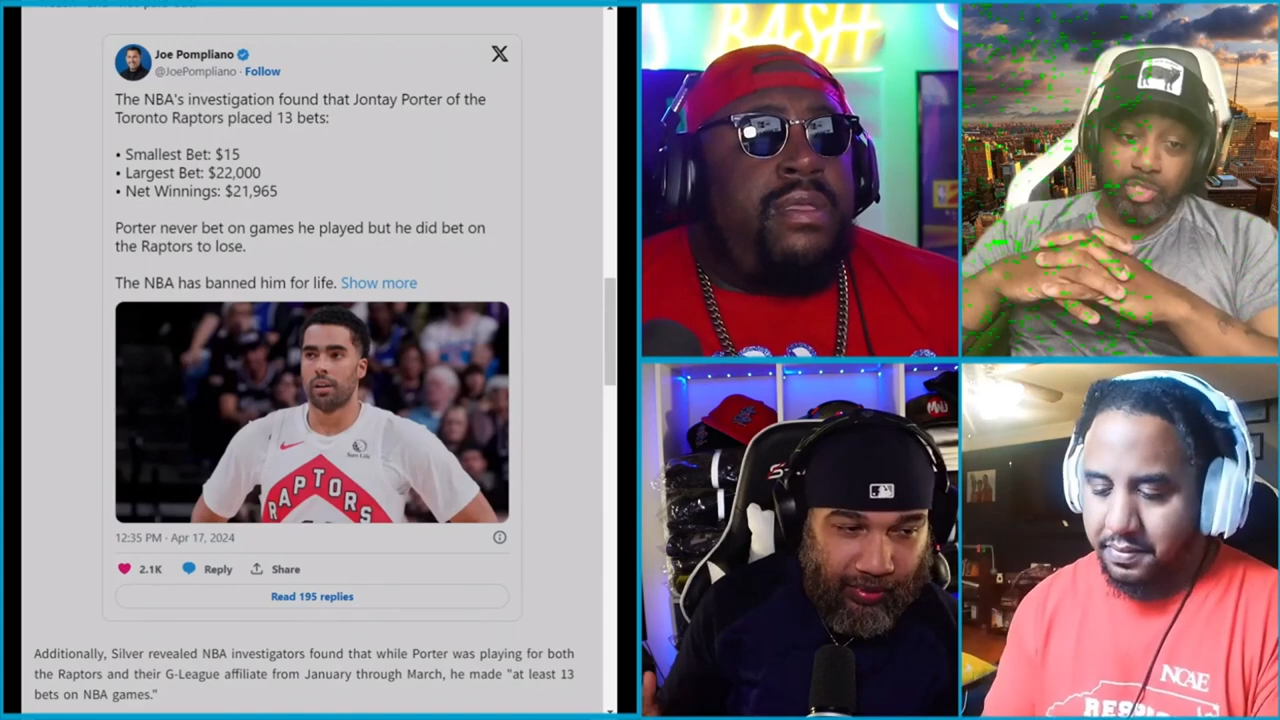 Joe Pompliano
@JoePompliano · Follow
X
The NBA's investigation found that Jontay Porter of the
Toronto Raptors placed 13 bets:
• Smallest Bet: $15
• Largest Bet: $22,000
• Net Winnings: $21,965
Porter never bet on games he played but he did bet on
the Raptors to lose.
The NBA has banned him for life. Show more
RAPTORS
Sun Life
12:35 PM · Apr 17, 2024
2.1K Reply Share
Read 195 replies
Additionally, Silver revealed NBA investigators found that while Porter was playing for both
the Raptors and their G-League affiliate from January through March, he made "at least 13
bets on NBA games."
BASH
NCAE